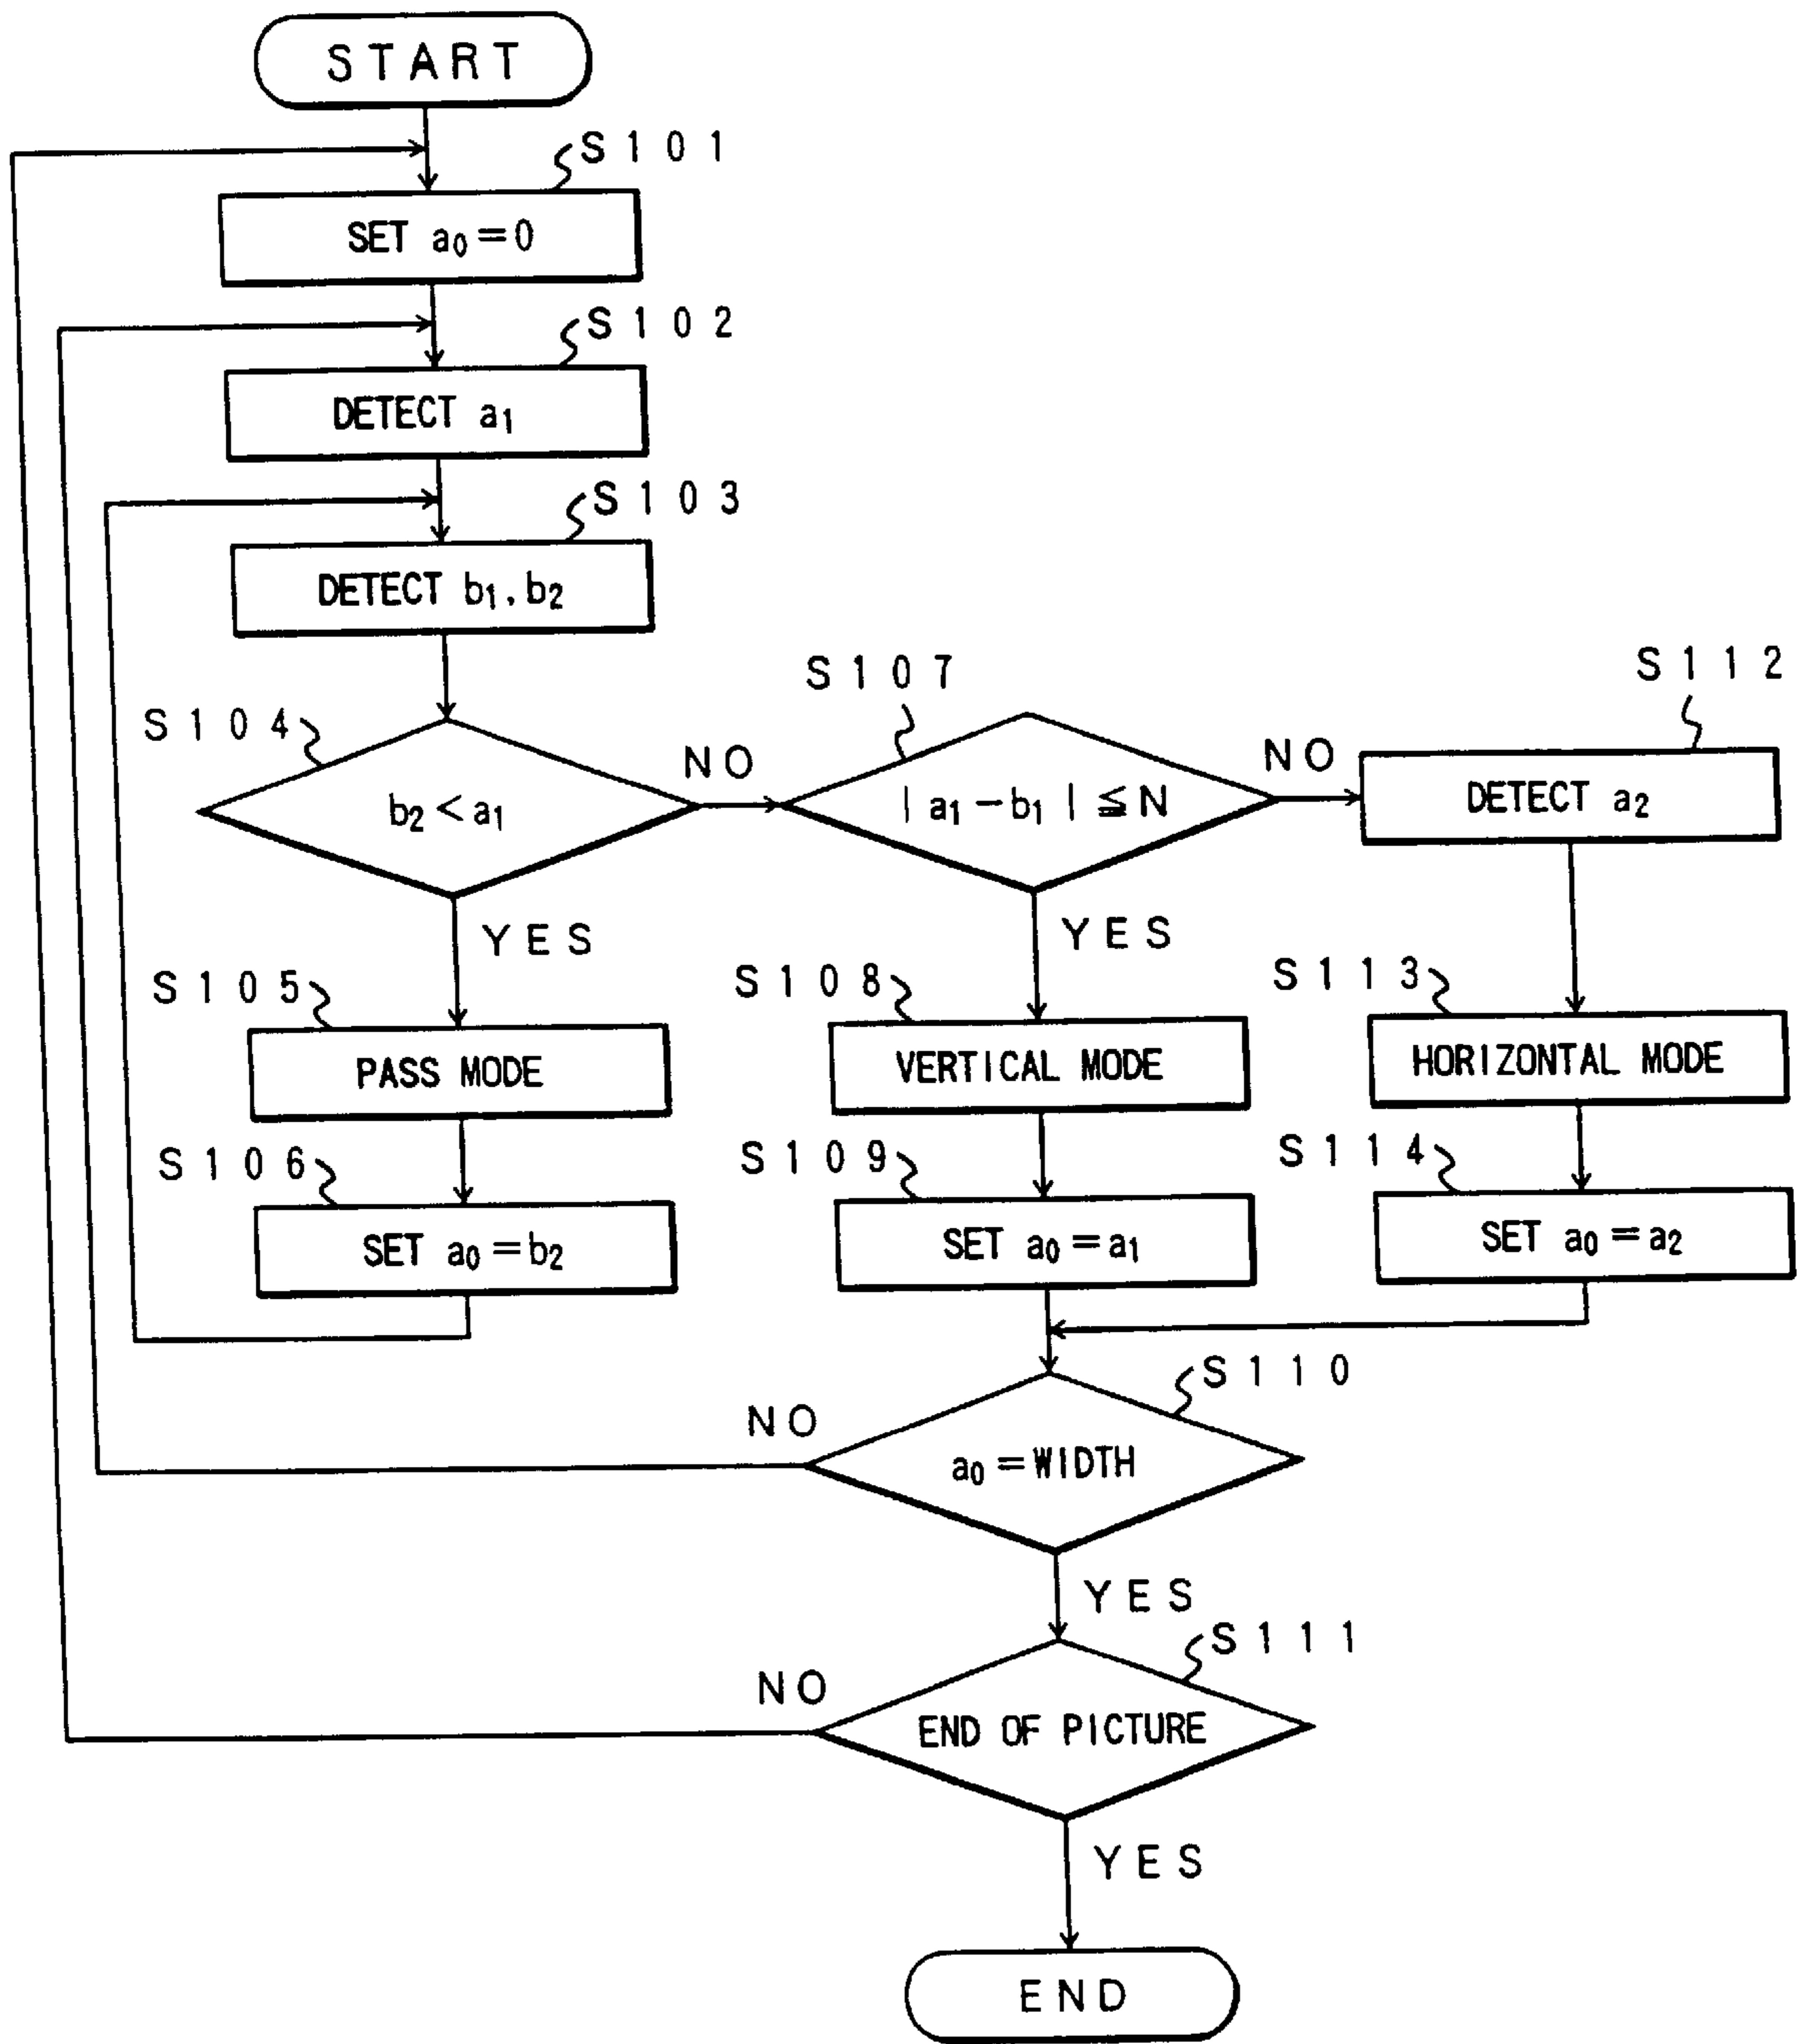 START
S101
SET a₀=0
S102
DETECT a₁
S103
DETECT b₁, b₂
S104
b₂<a₁
NO
YES
S107
|a₁−b₁|≦N
NO
YES
S112
DETECT a₂
S105
PASS MODE
S108
VERTICAL MODE
S113
HORIZONTAL MODE
S106
SET a₀=b₂
S109
SET a₀=a₁
S114
SET a₀=a₂
S110
a₀=WIDTH
NO
YES
S111
END OF PICTURE
NO
YES
END